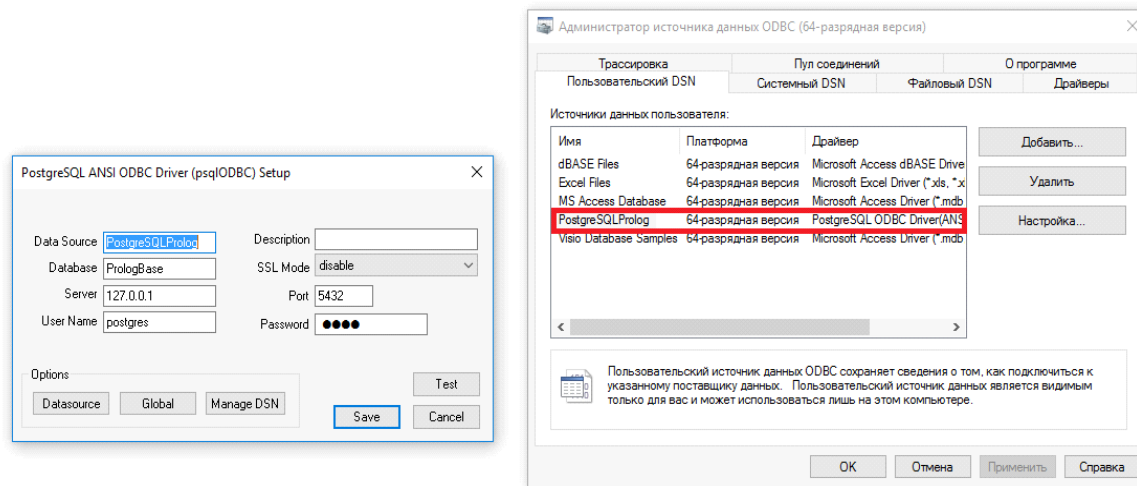 PostgreSQL ANSI ODBC Driver (psqlODBC) Setup
Data Source PostgreSQLProlog Description
Database PrologBase SSL Mode disable
Server 127.0.0.1 Port 5432
User Name postgres Password ●●●●
Options
Datasource Global Manage DSN
Test
Save Cancel
Администратор источника данных ODBC (64-разрядная версия)
Трассировка Пул соединений О программе
Пользовательский DSN Системный DSN Файловый DSN Драйверы
Источники данных пользователя:
Имя Платформа Драйвер
dBASE Files 64-разрядная версия Microsoft Access dBASE Drive
Excel Files 64-разрядная версия Microsoft Excel Driver (*.xls, *.x
MS Access Database 64-разрядная версия Microsoft Access Driver (*.mdb
PostgreSQLProlog 64-разрядная версия PostgreSQL ODBC Driver(ANS
Visio Database Samples 64-разрядная версия Microsoft Access Driver (*.mdb
Добавить...
Удалить
Настройка...
Пользовательский источник данных ODBC сохраняет сведения о том, как подключиться к
указанному поставщику данных. Пользовательский источник данных является видимым
только для вас и может использоваться лишь на этом компьютере.
OK Отмена Применить Справка